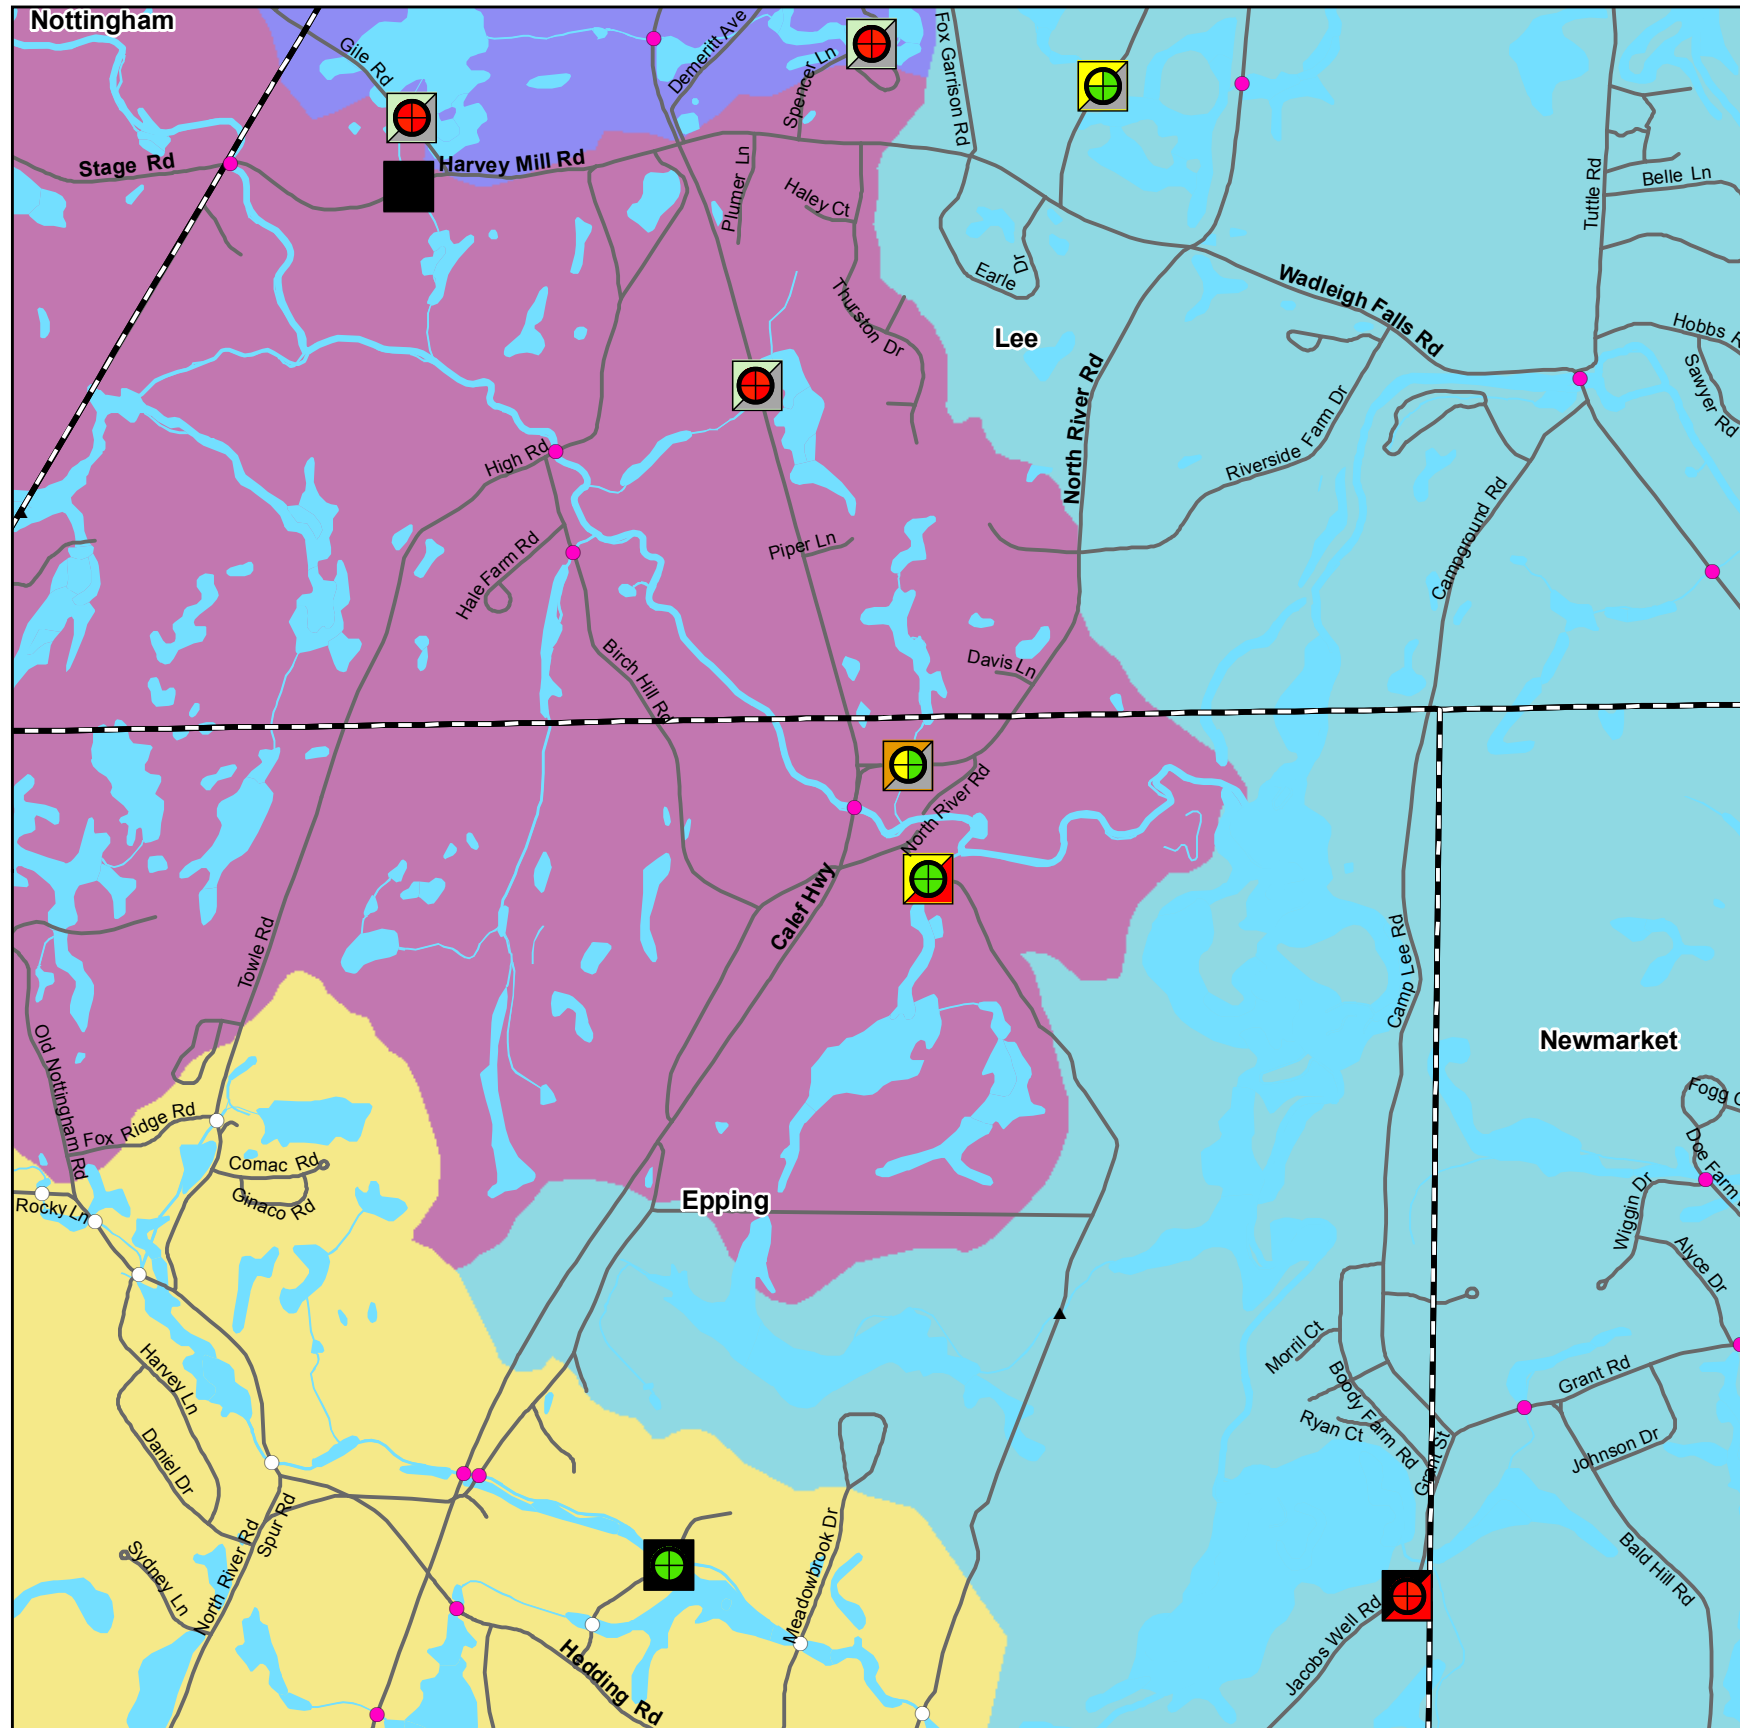 Nottingham
Gile Rd
Demeritt Ave
Spencer Ln
Fox Garrison Rd
Stage Rd
Harvey Mill Rd
Plumer Ln
Haley Ct
Tuttle Rd
Belle Ln
Earle
Dr
Thurston Dr
Lee
Wadleigh Falls Rd
Hobbs
Sawyer Rd
North River Rd
Riverside Farm Dr
High Rd
Campground Rd
Hale Farm Rd
Piper Ln
Birch Hill Rd
Davis Ln
North River Rd
Calef Hwy
Towle Rd
Camp Lee Rd
Old Nottingham Rd
Newmarket
Fogg
Fox Ridge Rd
Doe Farm
Comac Rd
Ginaco Rd
Rocky Ln
Epping
Wiggin Dr
Alyce Dr
Morril Ct
Harvey Ln
Boody Farm Rd
Grant Rd
Ryan Ct
Daniel Dr
Grant St
Johnson Dr
Spur Rd
North River Rd
Sydney Ln
Meadowbrook Dr
Bald Hill Rd
Jacobs Well Rd
Hedding Rd